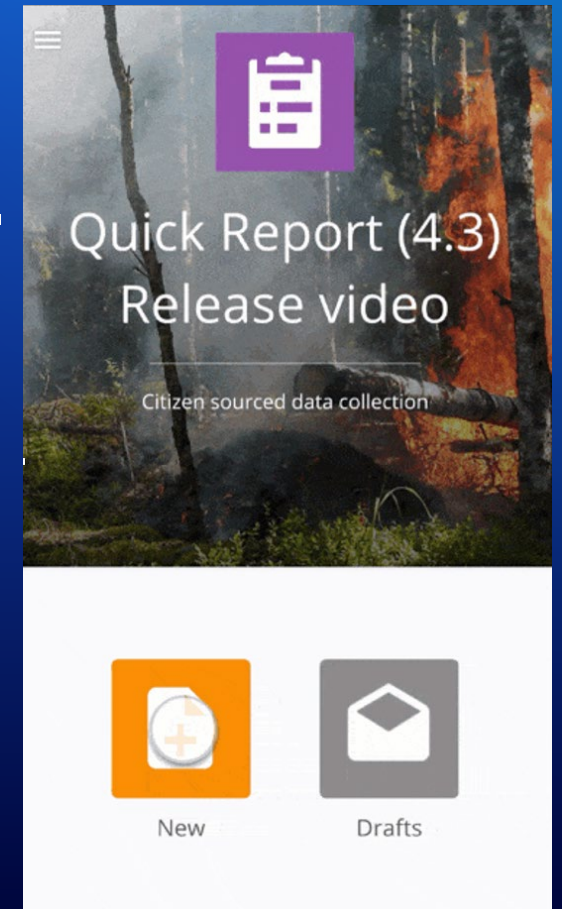 Quick Report (4.3)
Release video
Citizen sourced data collection
New
Drafts